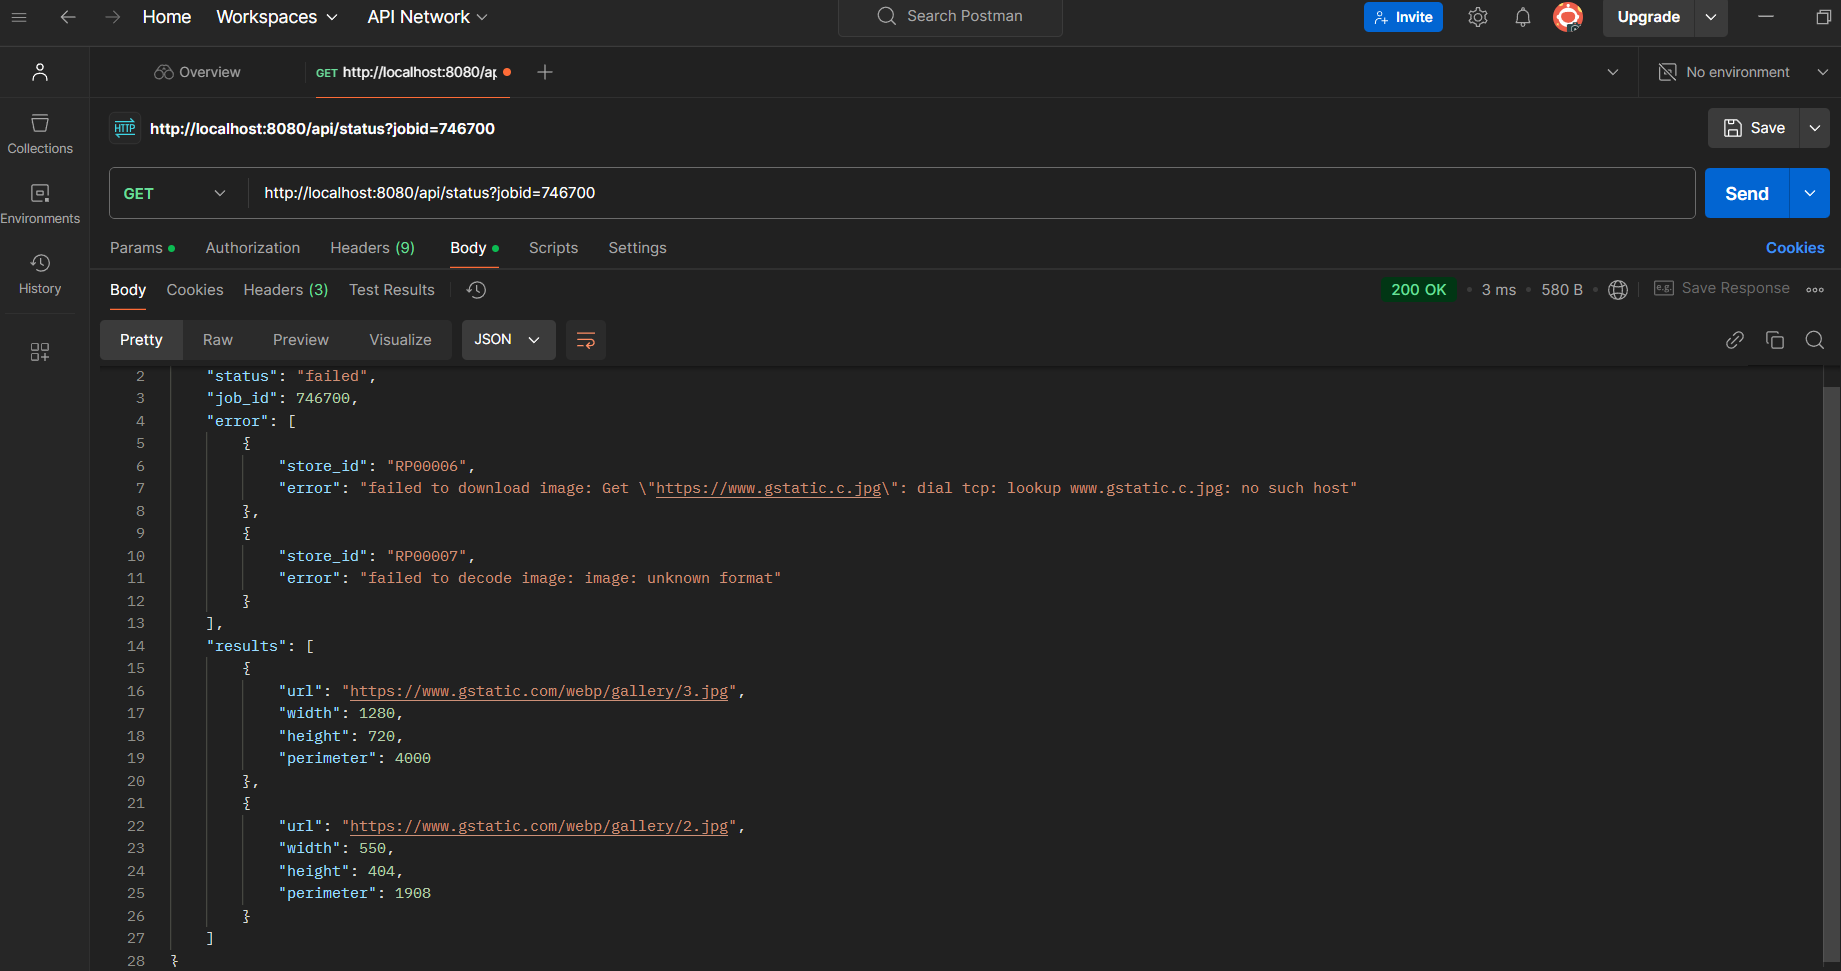 Home Workspaces API Network Search Postman Invite Upgrade
Overview GET http://localhost:8080/ap No environment
HTTP http://localhost:8080/api/status?jobid=746700 Save
Collections
GET http://localhost:8080/api/status?jobid=746700 Send
Environments
Params Authorization Headers (9) Body Scripts Settings Cookies
History
Body Cookies Headers (3) Test Results 200 OK 3 ms 580 B e.g. Save Response
Pretty Raw Preview Visualize JSON
2 "status": "failed",
3 "job_id": 746700,
4 "error": [
5 {
6 "store_id": "RP00006",
7 "error": "failed to download image: Get \"https://www.gstatic.c.jpg\": dial tcp: lookup www.gstatic.c.jpg: no such host"
8 },
9 {
10 "store_id": "RP00007",
11 "error": "failed to decode image: image: unknown format"
12 }
13 ],
14 "results": [
15 {
16 "url": "https://www.gstatic.com/webp/gallery/3.jpg",
17 "width": 1280,
18 "height": 720,
19 "perimeter": 4000
20 },
21 {
22 "url": "https://www.gstatic.com/webp/gallery/2.jpg",
23 "width": 550,
24 "height": 404,
25 "perimeter": 1908
26 }
27 ]
28 }